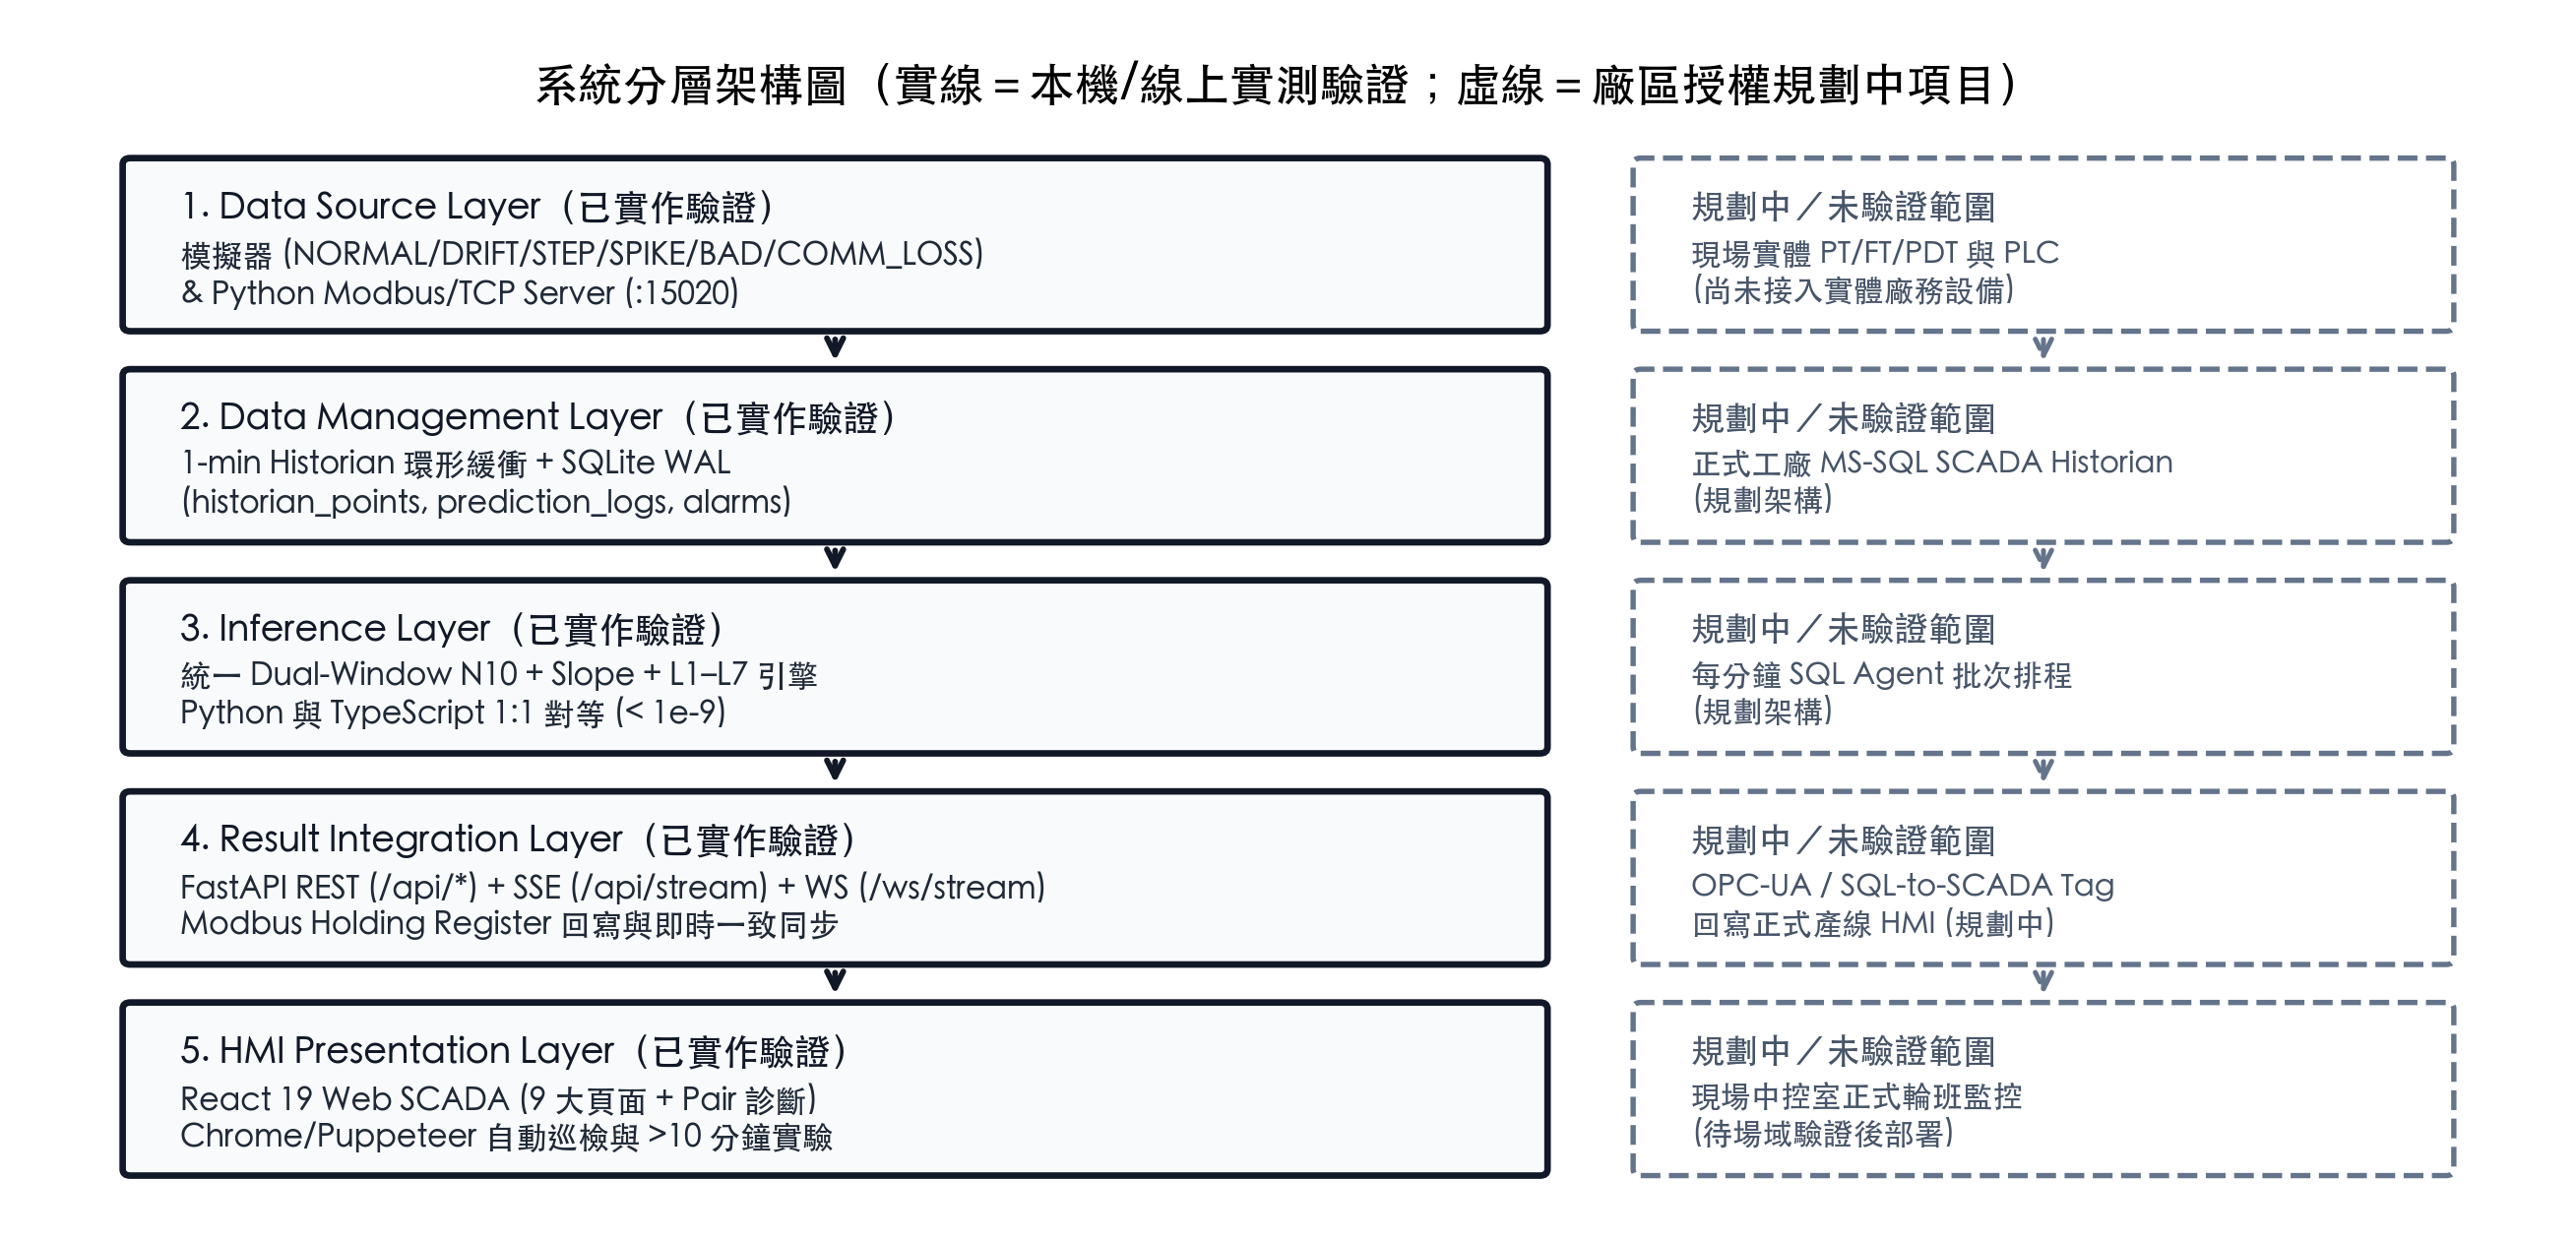 系統分層架構圖（實線＝本機/線上實測驗證；虛線＝廠區授權規劃中項目）
1. Data Source Layer（已實作驗證）
模擬器 (NORMAL/DRIFT/STEP/SPIKE/BAD/COMM_LOSS)
& Python Modbus/TCP Server (:15020)
規劃中／未驗證範圍
現場實體 PT/FT/PDT 與 PLC
(尚未接入實體廠務設備)
2. Data Management Layer（已實作驗證）
1-min Historian 環形緩衝 + SQLite WAL
(historian_points, prediction_logs, alarms)
規劃中／未驗證範圍
正式工廠 MS-SQL SCADA Historian
(規劃架構)
3. Inference Layer（已實作驗證）
統一 Dual-Window N10 + Slope + L1–L7 引擎
Python 與 TypeScript 1:1 對等 (< 1e-9)
規劃中／未驗證範圍
每分鐘 SQL Agent 批次排程
(規劃架構)
4. Result Integration Layer（已實作驗證）
FastAPI REST (/api/*) + SSE (/api/stream) + WS (/ws/stream)
Modbus Holding Register 回寫與即時一致同步
規劃中／未驗證範圍
OPC-UA / SQL-to-SCADA Tag
回寫正式產線 HMI (規劃中)
5. HMI Presentation Layer（已實作驗證）
React 19 Web SCADA (9 大頁面 + Pair 診斷)
Chrome/Puppeteer 自動巡檢與 >10 分鐘實驗
規劃中／未驗證範圍
現場中控室正式輪班監控
(待場域驗證後部署)